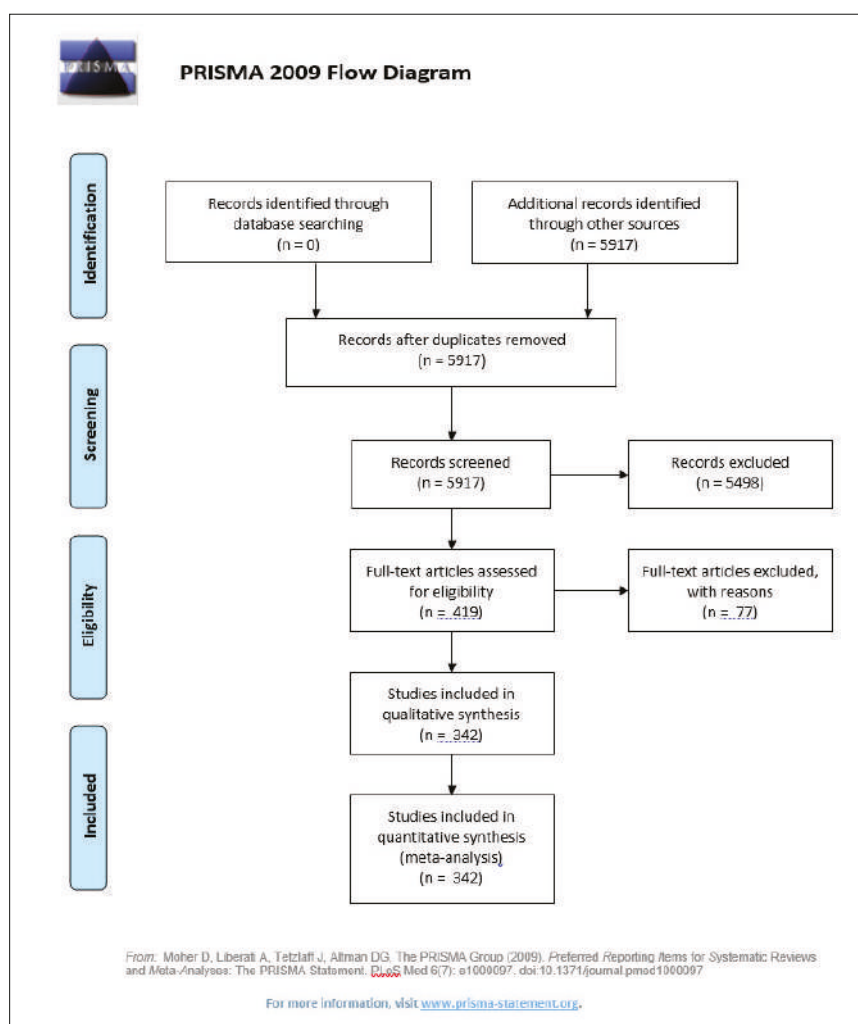 PRISMA
PRISMA 2009 Flow Diagram
Identification
Records identified through
database searching
(n = 0)
Additional records identified
through other sources
(n = 5917)
Records after duplicates removed
(n = 5917)
Screening
Records screened
(n = 5917)
Records excluded
(n = 5498)
Eligibility
Full-text articles assessed
for eligibility
(n = 419)
Full-text articles excluded,
with reasons
(n = 77)
Studies included in
qualitative synthesis
(n = 342)
Included
Studies included in
quantitative synthesis
(meta-analysis)
(n = 342)
From: Moher D, Liberati A, Tetzlaff J, Altman DG, The PRISMA Group (2009). Preferred Reporting Items for Systematic Reviews
and Meta-Analyses: The PRISMA Statement. PLoS Med 6(7): e1000097. doi:10.1371/journal.pmed1000097
For more information, visit www.prisma-statement.org.